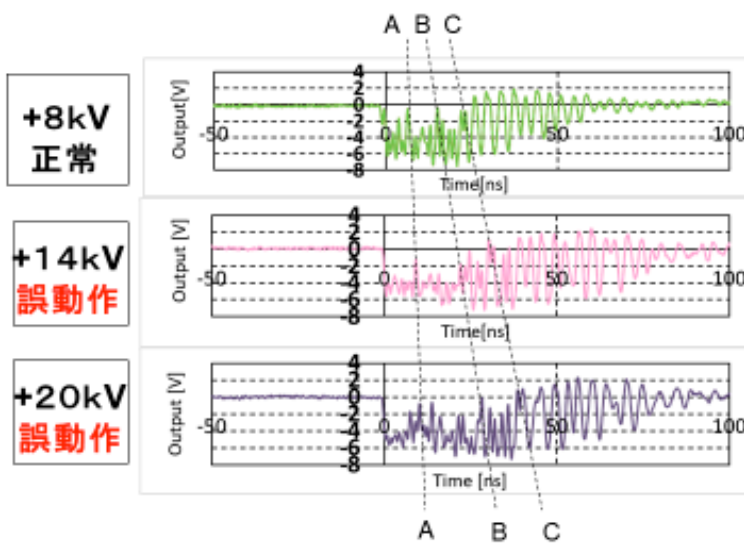 A B C
+8kV
正常
Output[V]
4
2
0
-2
-4
-6
-8
-50
0
50
100
Time[ns]
+14kV
誤動作
Output [V]
4
2
0
-2
-4
-6
-8
-50
0
50
100
Time[ns]
+20kV
誤動作
Output [V]
4
2
0
-2
-4
-6
-8
-50
0
50
100
Time [ns]
A B C